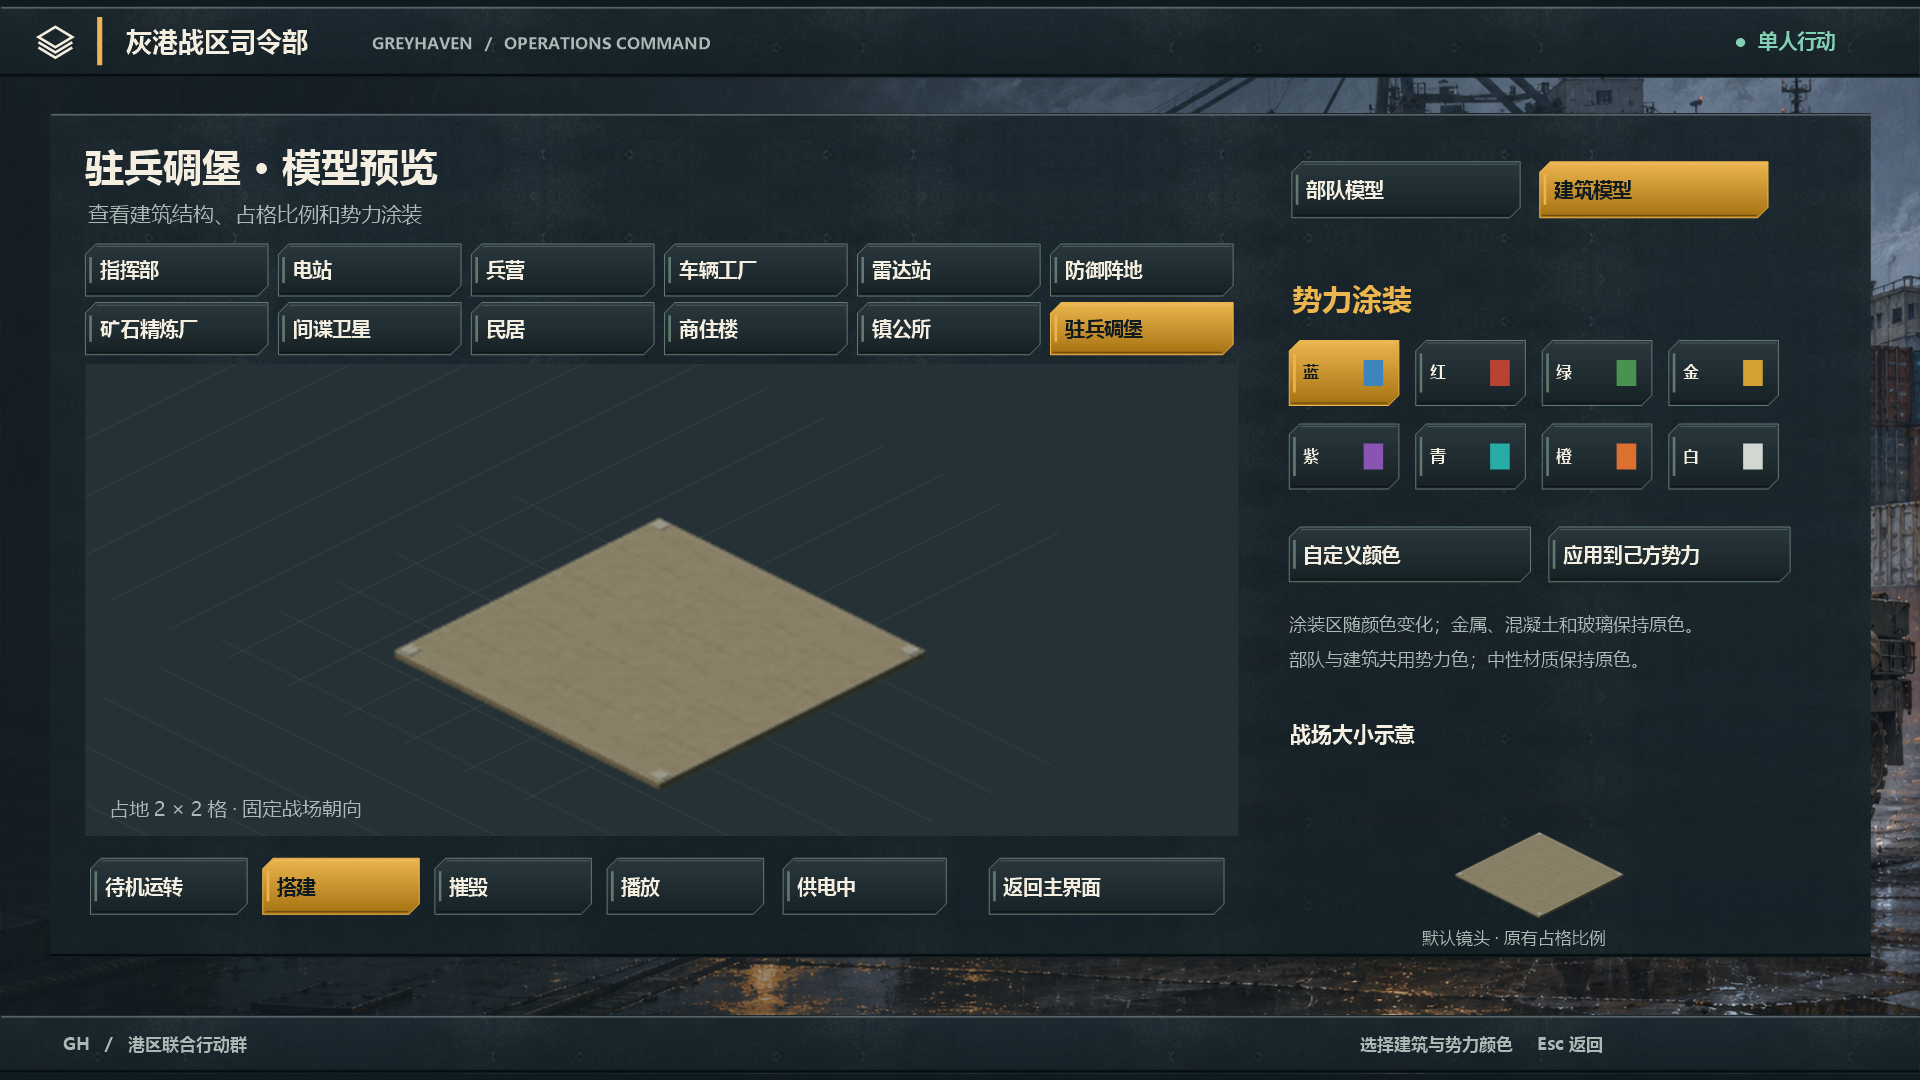 灰港战区司令部
GREYHAVEN / OPERATIONS COMMAND
单人行动
驻兵碉堡·模型预览
查看建筑结构、占格比例和势力涂装
部队模型
建筑模型
指挥部
电站
兵营
车辆工厂
雷达站
防御阵地
矿石精炼厂
间谍卫星
民居
商住楼
镇公所
驻兵碉堡
势力涂装
蓝
红
绿
金
紫
青
橙
白
自定义颜色
应用到己方势力
涂装区随颜色变化；金属、混凝土和玻璃保持原色。
部队与建筑共用势力色；中性材质保持原色。
战场大小示意
占地 2 × 2 格 · 固定战场朝向
待机运转
搭建
摧毁
播放
供电中
返回主界面
默认镜头 · 原有占格比例
GH / 港区联合行动群
选择建筑与势力颜色 Esc 返回